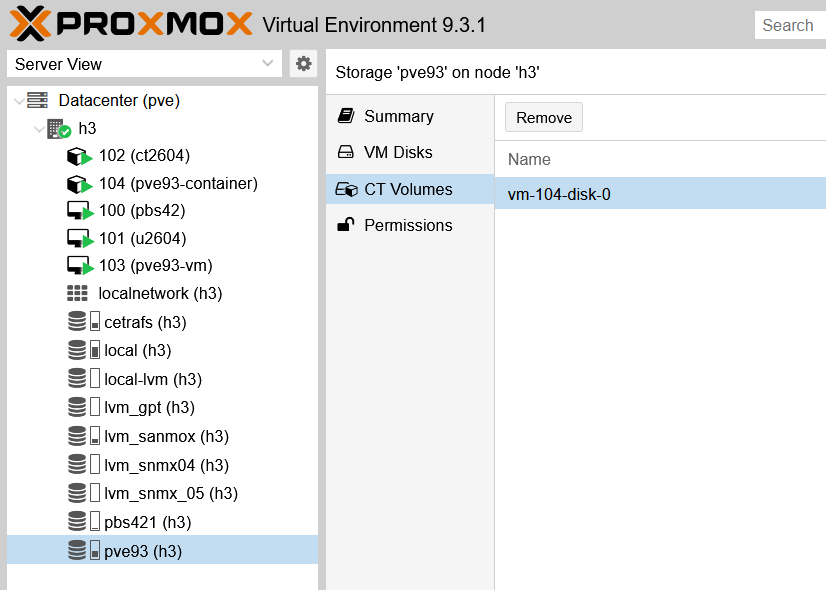 PROXMOX Virtual Environment 9.3.1
Search
Server View
Storage 'pve93' on node 'h3'
Datacenter (pve)
h3
102 (ct2604)
104 (pve93-container)
100 (pbs42)
101 (u2604)
103 (pve93-vm)
localnetwork (h3)
cetrafs (h3)
local (h3)
local-lvm (h3)
lvm_gpt (h3)
lvm_sanmox (h3)
lvm_snmx04 (h3)
lvm_snmx_05 (h3)
pbs421 (h3)
pve93 (h3)
Summary
VM Disks
CT Volumes
Permissions
Remove
Name
vm-104-disk-0